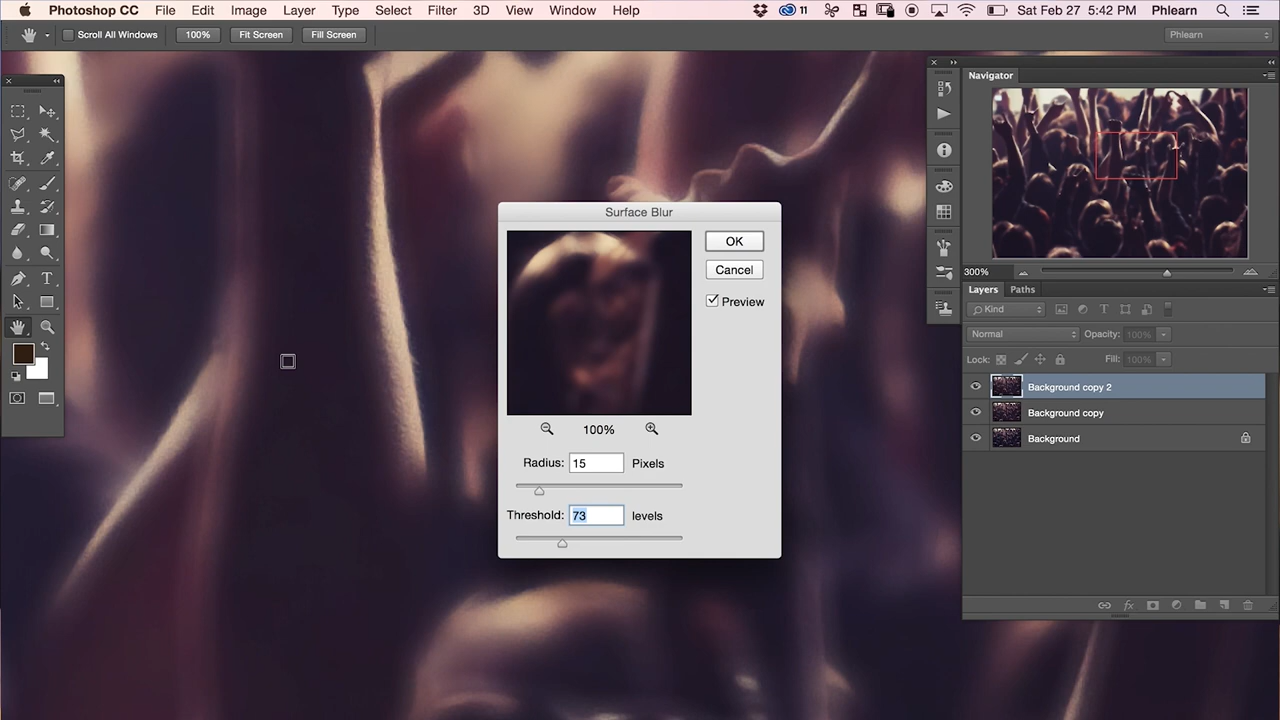 Photoshop CC File Edit Image Layer Type Select Filter 3D View Window Help 11 Sat Feb 27 5:42 PM Phlearn
Scroll All Windows 100% Fit Screen Fill Screen Phlearn
Navigator
Surface Blur
OK
Cancel
Preview
100%
Radius: 15 Pixels
Threshold: 73 levels
300%
Layers Paths
Kind
Normal Opacity: 100%
Lock: Fill: 100%
Background copy 2
Background copy
Background